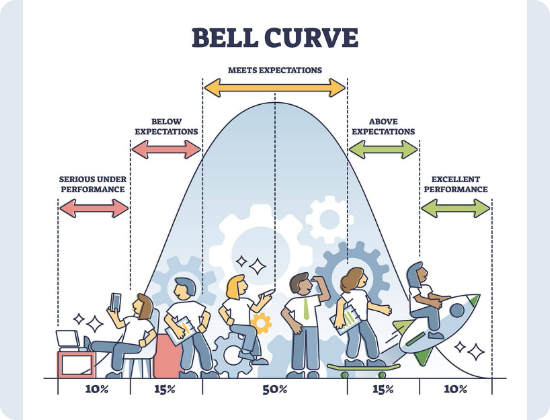 BELL CURVE
MEETS EXPECTATIONS
BELOW
EXPECTATIONS
ABOVE
EXPECTATIONS
SERIOUS UNDER
PERFORMANCE
EXCELLENT
PERFORMANCE
10%
15%
50%
15%
10%